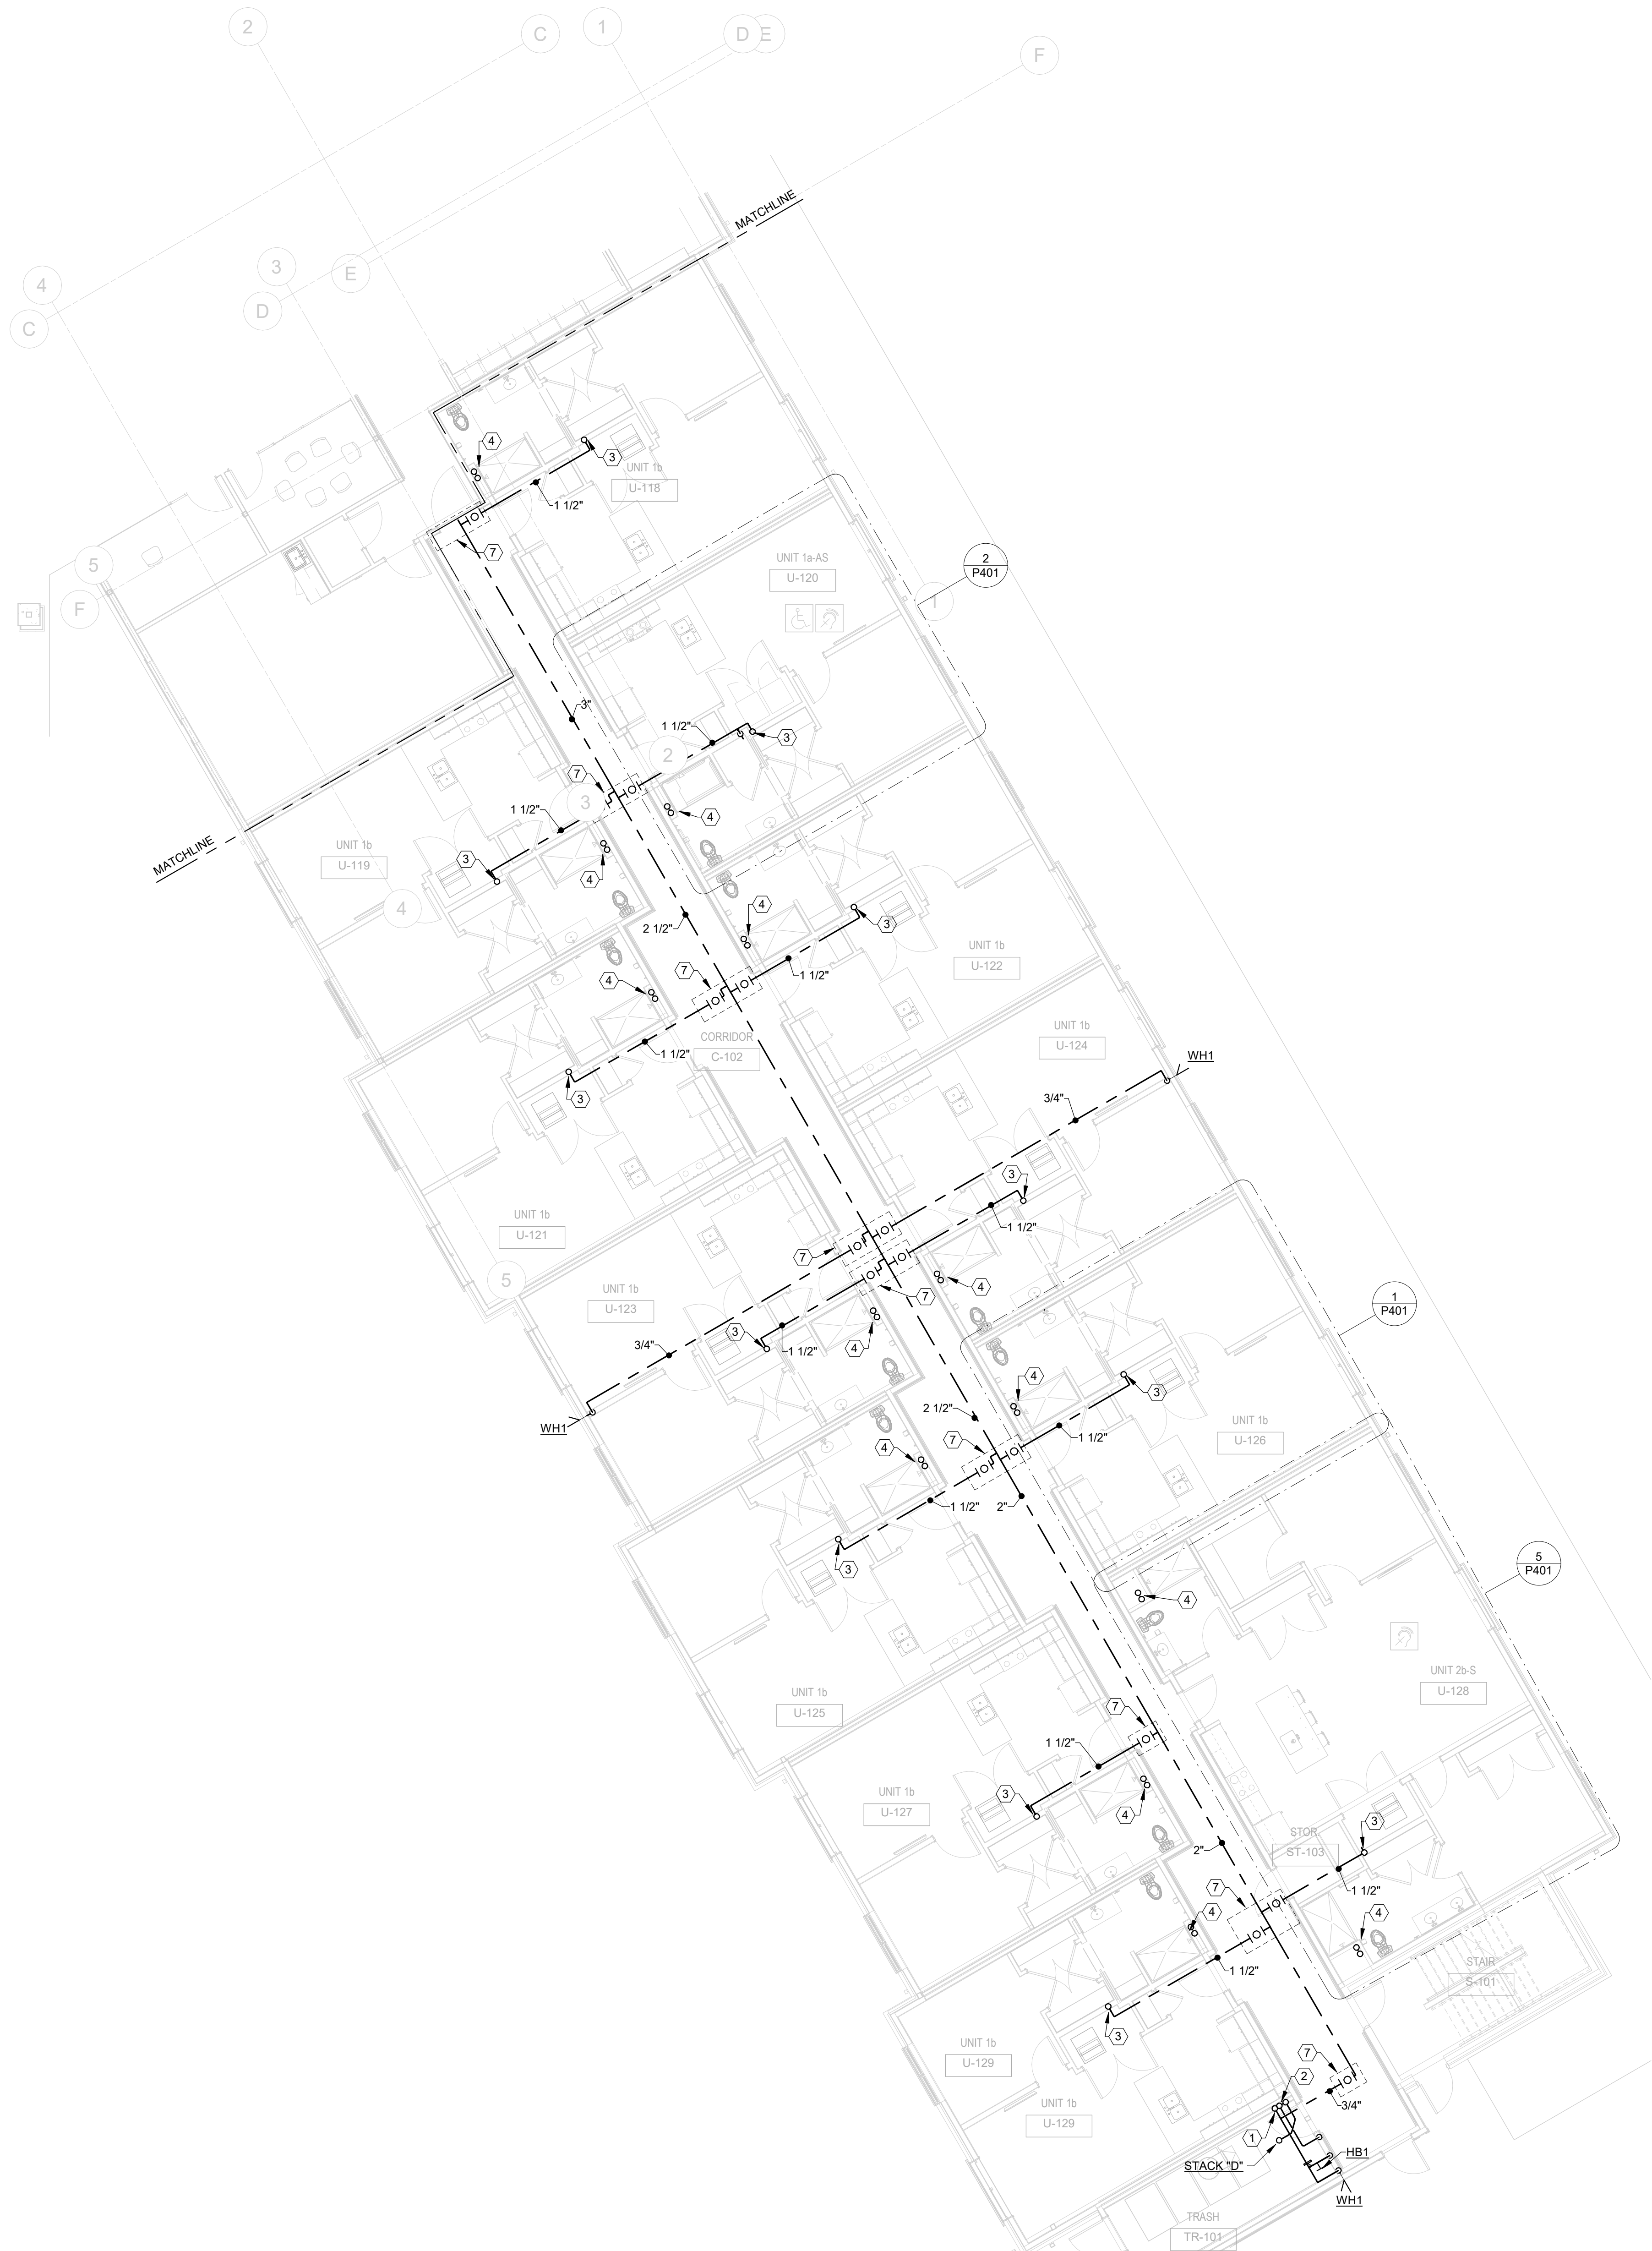 2
C
1
D
E
F
MATCHLINE
4
3
E
D
C
4
3
UNIT 1b
U-118
1 1/2"
7
5
F
UNIT 1a-AS
U-120
2
P401
1
3"
1 1/2"
3
2
7
3
1 1/2"
4
MATCHLINE
UNIT 1b
U-119
3
4
4
4
2 1/2"
4
3
UNIT 1b
U-122
1 1/2"
7
4
CORRIDOR
C-102
1 1/2"
3
UNIT 1b
U-124
WH1
3/4"
3
1 1/2"
UNIT 1b
U-121
7
5
4
7
UNIT 1b
U-123
1
P401
3
1 1/2"
4
3/4"
4
3
2 1/2"
WH1
1 1/2"
UNIT 1b
U-126
7
4
1 1/2"
2"
3
5
P401
4
UNIT 2b-S
U-128
UNIT 1b
U-125
7
1 1/2"
UNIT 1b
U-127
3
4
3
STOR.
ST-103
2"
1 1/2"
7
4
4
1 1/2"
STAIR
S-101
3
UNIT 1b
U-129
7
2
UNIT 1b
U-129
3/4"
1
HB1
STACK "D"
WH1
TRASH
TR-101